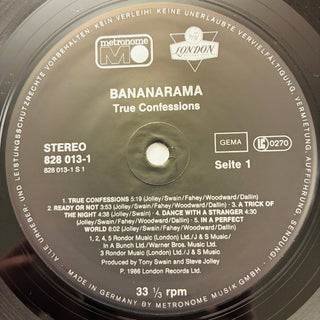 metronome
LONDON
BANANARAMA
True Confessions
STEREO
828 013-1
828 013-1 S 1
GEMA
0270
Seite 1
1. TRUE CONFESSIONS 5:19 (Jolley/Swain/Fahey/Woodward/Dallin)
2. READY OR NOT 3:53 (Jolley/Swain/Fahey/Woodward/Dallin) 3. A TRICK OF
THE NIGHT 4:38 (Jolley/Swain) 4. DANCE WITH A STRANGER 4:30
(Jolley/Swain/Fahey/Woodward/Dallin) 5. IN A PERFECT
WORLD 6:02 (Jolley/Swain/Fahey/Woodward/Dallin)
1, 2, 4, 5 Rondor Music (London) Ltd./J & S Music/
In A Bunch Ltd./Warner Bros. Music Ltd.
3 Rondor Music (London) Ltd./J & S Music
Produced by Tony Swain and Steve Jolley
℗ 1986 London Records Ltd.
33 ⅓ rpm
ALLE URHEBER- UND LEISTUNGSSCHUTZRECHTE VORBEHALTEN. KEIN VERLEIH! KEINE UNERLAUBTE VERVIELFÄLTIGUNG, VERMIETUNG, AUFFÜHRUNG, SENDUNG!
MADE IN GERMANY BY METRONOME MUSIK GMBH